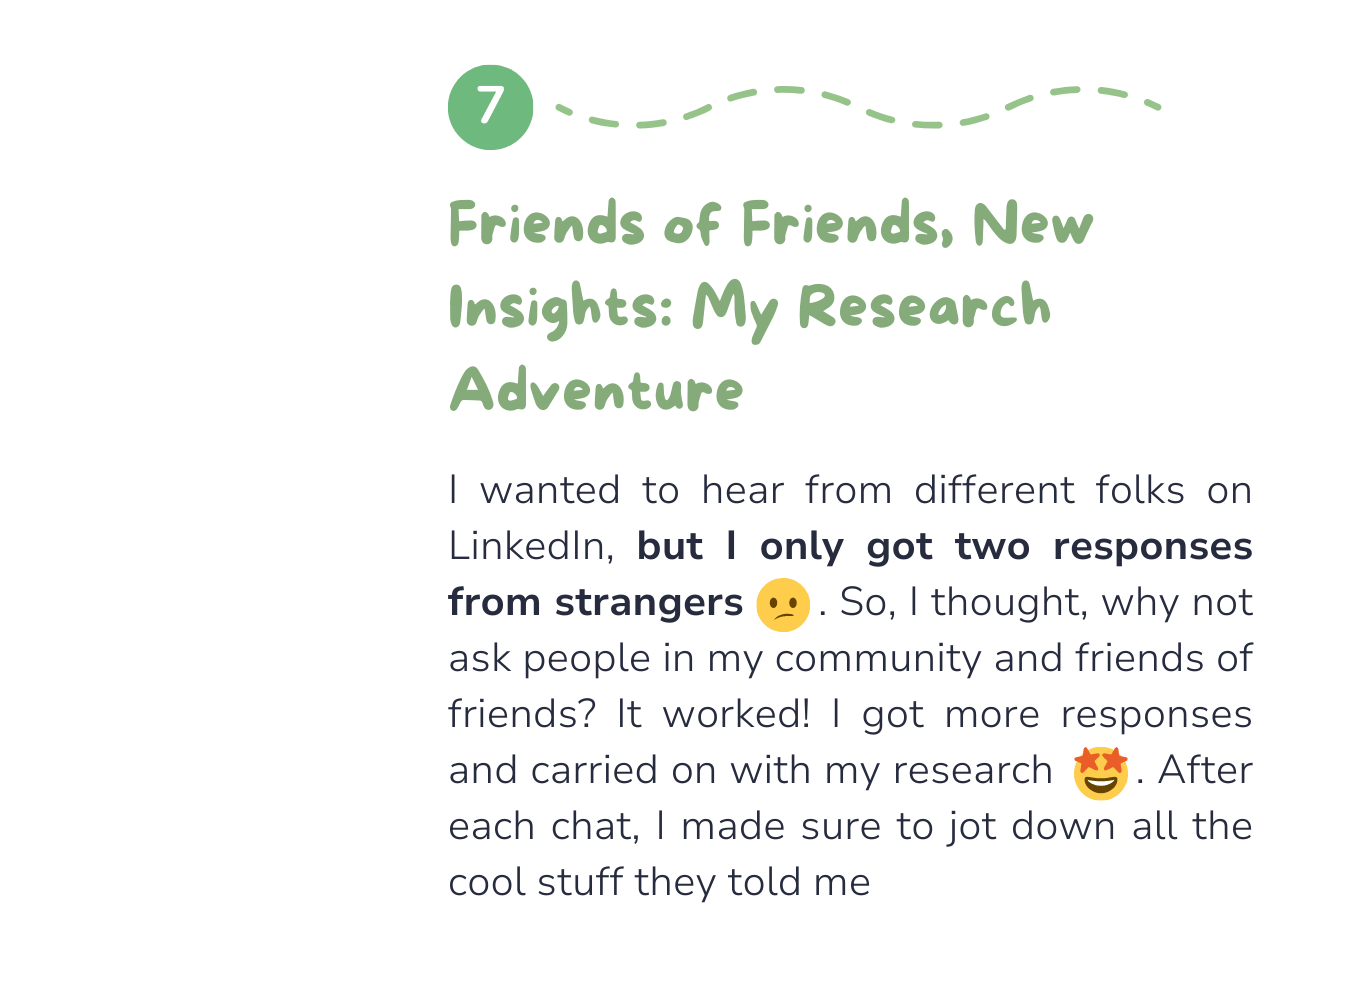 7
Friends of Friends, New
Insights: My Research
Adventure
I wanted to hear from different folks on
LinkedIn, but I only got two responses
from strangers 😕. So, I thought, why not
ask people in my community and friends of
friends? It worked! I got more responses
and carried on with my research 🤩. After
each chat, I made sure to jot down all the
cool stuff they told me